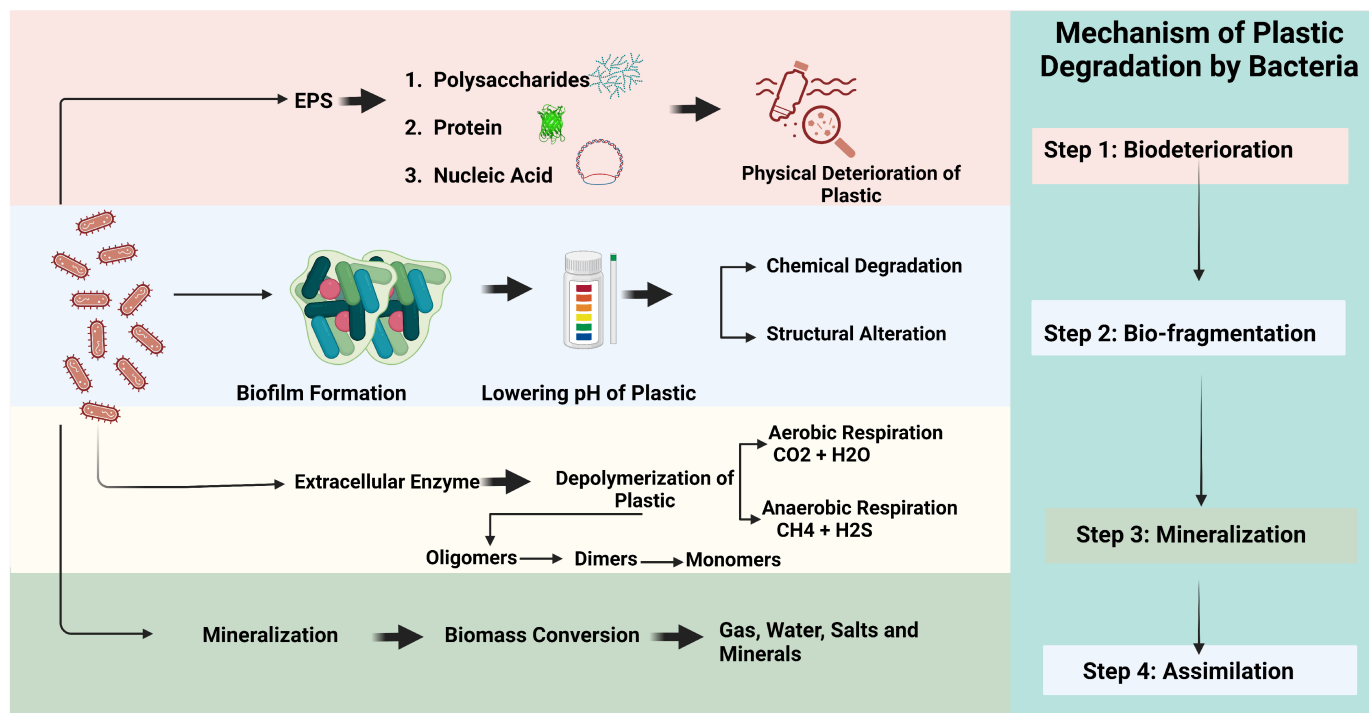 Mechanism of Plastic
Degradation by Bacteria
EPS
1. Polysaccharides
2. Protein
3. Nucleic Acid
Physical Deterioration of
Plastic
Step 1: Biodeterioration
Biofilm Formation
Lowering pH of Plastic
Chemical Degradation
Structural Alteration
Step 2: Bio-fragmentation
Extracellular Enzyme
Depolymerization of
Plastic
Aerobic Respiration
CO2 + H2O
Anaerobic Respiration
CH4 + H2S
Oligomers
Dimers
Monomers
Step 3: Mineralization
Mineralization
Biomass Conversion
Gas, Water, Salts and
Minerals
Step 4: Assimilation